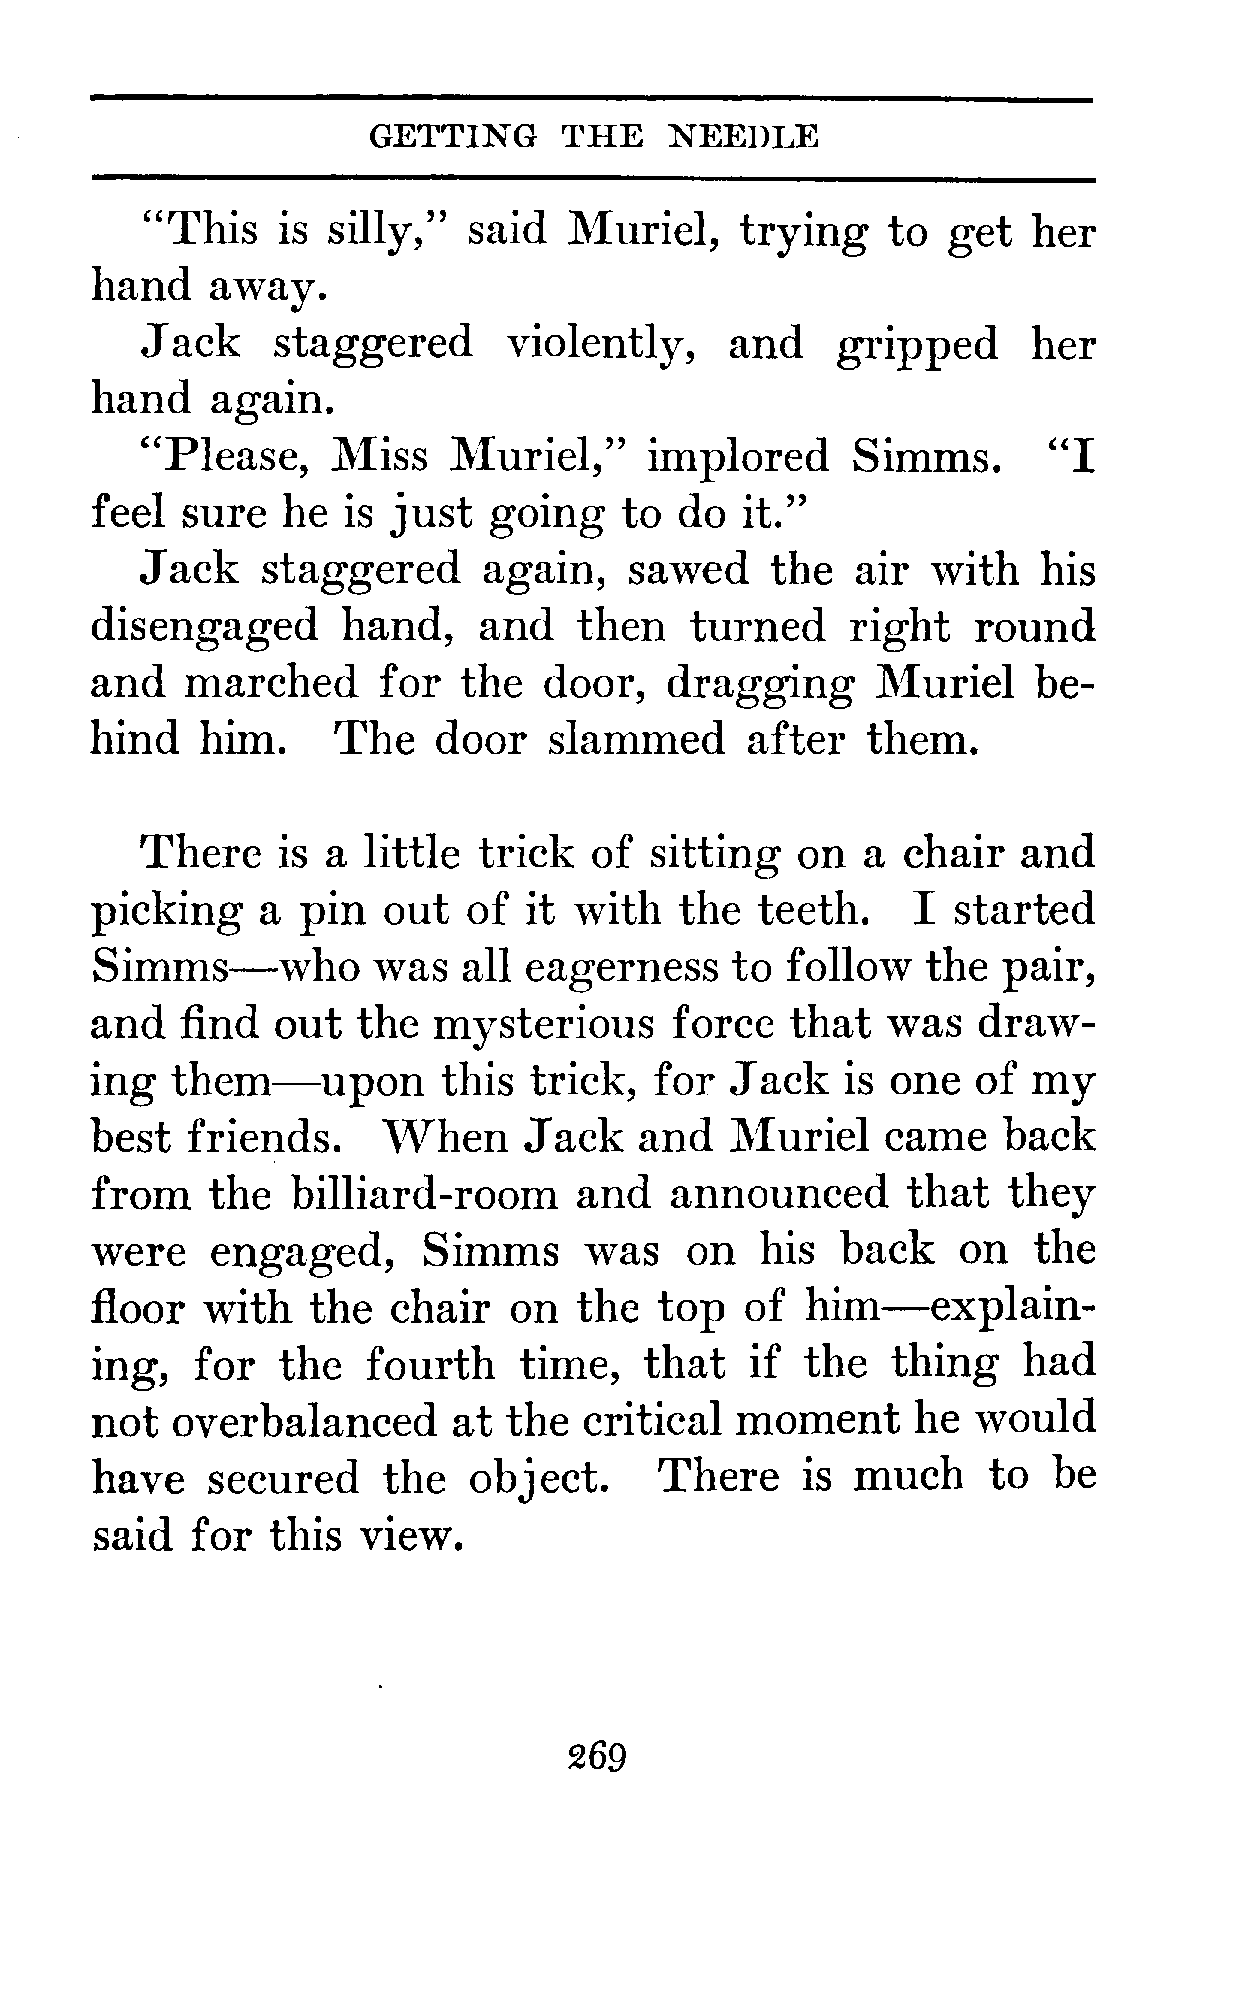 GETTING THE NEEDLE
“This is silly,” said Muriel, trying to get her
hand away.
Jack staggered violently, and gripped her
hand again.
“Please, Miss Muriel,” implored Simms. “I
feel sure he is just going to do it.”
Jack staggered again, sawed the air with his
disengaged hand, and then turned right round
and marched for the door, dragging Muriel be-
hind him. The door slammed after them.
There is a little trick of sitting on a chair and
picking a pin out of it with the teeth. I started
Simms—who was all eagerness to follow the pair,
and find out the mysterious force that was draw-
ing them—upon this trick, for Jack is one of my
best friends. When Jack and Muriel came back
from the billiard-room and announced that they
were engaged, Simms was on his back on the
floor with the chair on the top of him—explain-
ing, for the fourth time, that if the thing had
not overbalanced at the critical moment he would
have secured the object. There is much to be
said for this view.
269